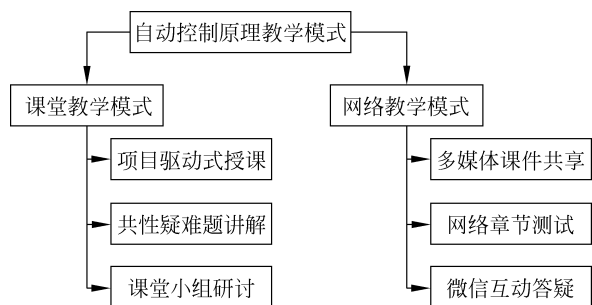 自动控制原理教学模式
课堂教学模式
网络教学模式
项目驱动式授课
多媒体课件共享
共性疑难题讲解
网络章节测试
课堂小组研讨
微信互动答疑